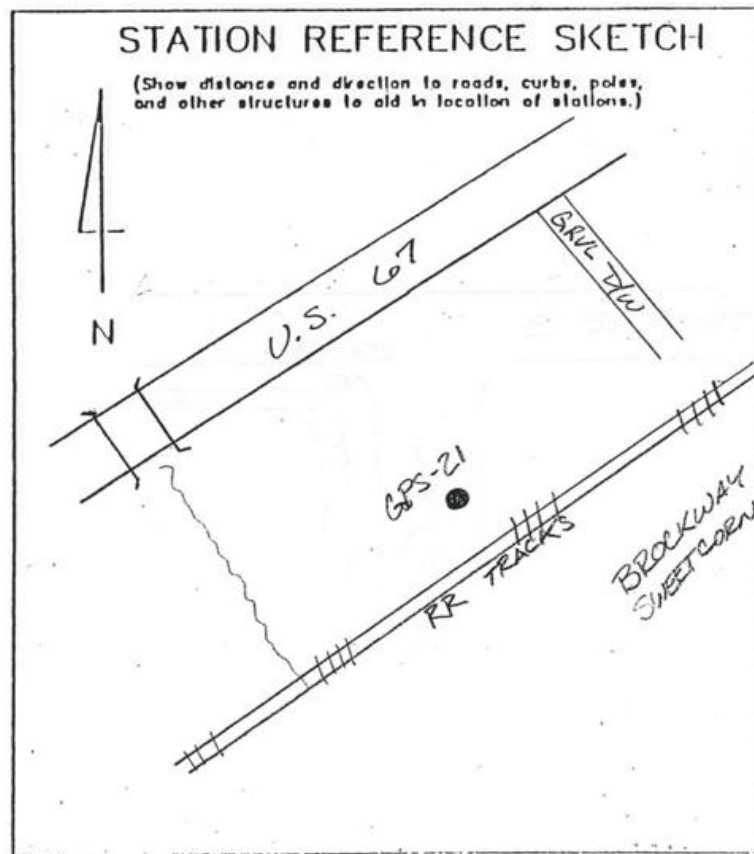 STATION REFERENCE SKETCH
(Show distance and direction to roads, curbs, poles,
and other structures to aid in location of stations.)
N
U.S. 67
GRVL D/W
GPS-21
RR TRACKS
BROCKWAY
SWEETCORN